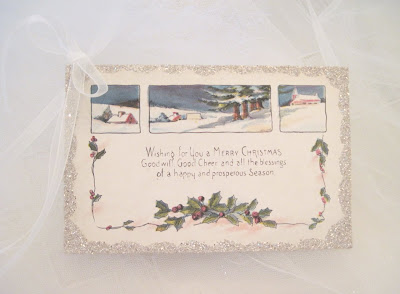 Wishing for You a MERRY CHRISTMAS
Good will Good Cheer and all the blessings
of a happy and prosperous Season.